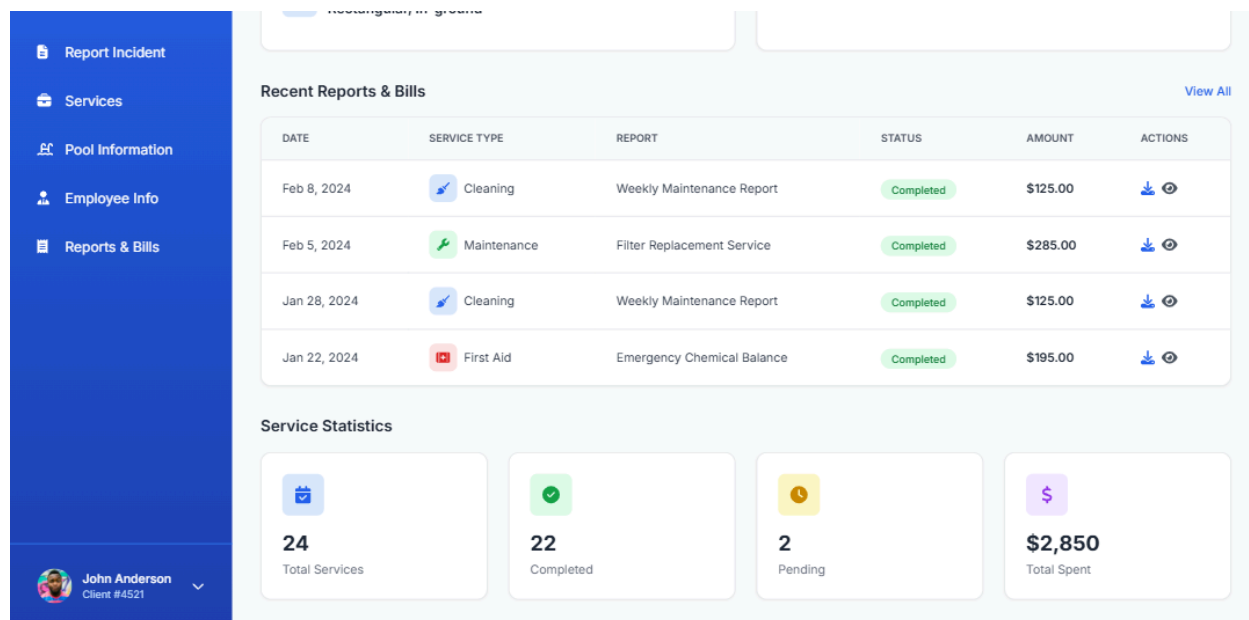 Report Incident
Services
Pool Information
Employee Info
Reports & Bills
John Anderson
Client #4521
Rectangular, in-ground
Recent Reports & Bills
View All
DATE SERVICE TYPE REPORT STATUS AMOUNT ACTIONS
Feb 8, 2024 Cleaning Weekly Maintenance Report Completed $125.00
Feb 5, 2024 Maintenance Filter Replacement Service Completed $285.00
Jan 28, 2024 Cleaning Weekly Maintenance Report Completed $125.00
Jan 22, 2024 First Aid Emergency Chemical Balance Completed $195.00
Service Statistics
24 22 2 $2,850
Total Services Completed Pending Total Spent